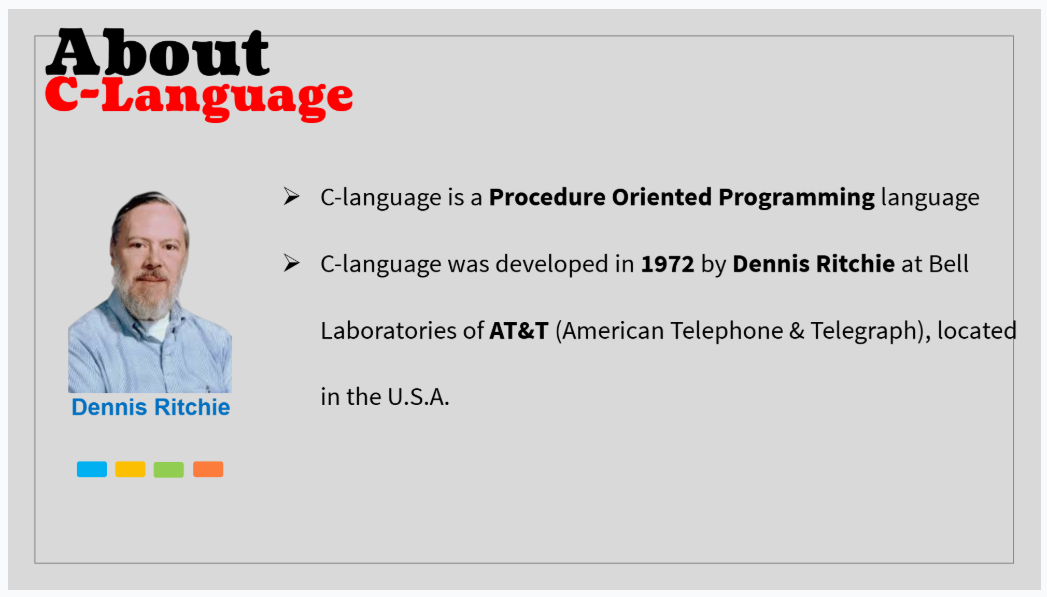 About
C-Language
➢ C-language is a Procedure Oriented Programming language
➢ C-language was developed in 1972 by Dennis Ritchie at Bell
Laboratories of AT&T (American Telephone & Telegraph), located
in the U.S.A.
Dennis Ritchie